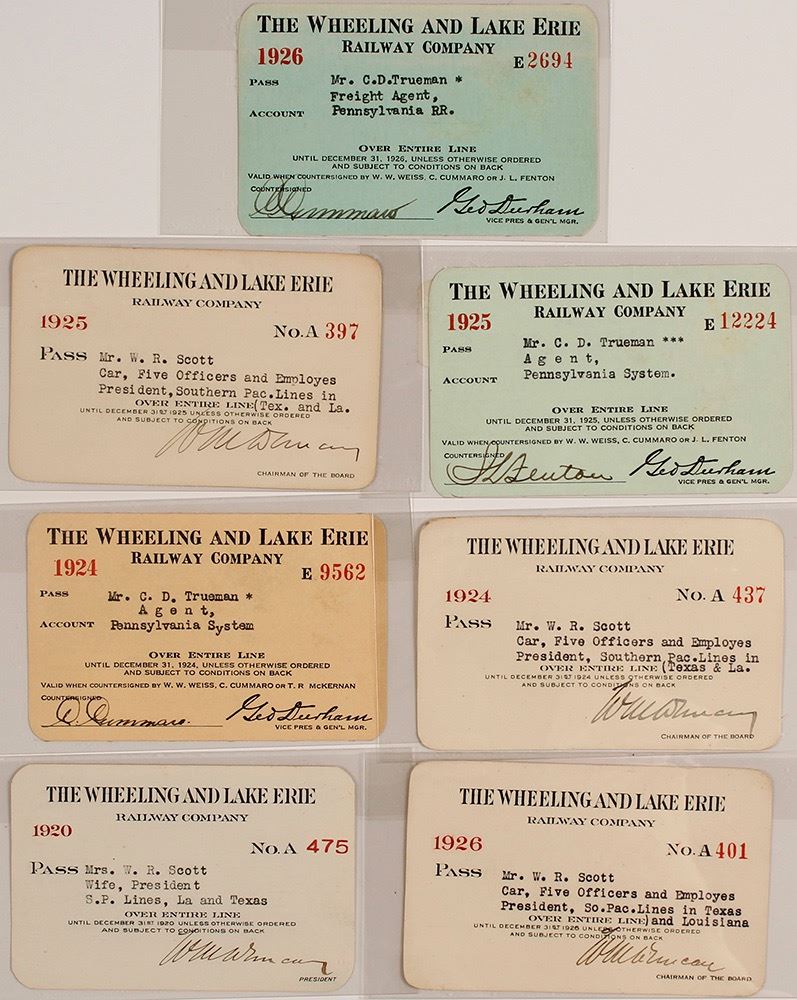 THE WHEELING AND LAKE ERIE
RAILWAY COMPANY
1926
E 2694
PASS
Mr. C.D.Trueman *
Freight Agent,
ACCOUNT
Pennsylvania RR.
OVER ENTIRE LINE
UNTIL DECEMBER 31, 1926, UNLESS OTHERWISE ORDERED
AND SUBJECT TO CONDITIONS ON BACK
VALID WHEN COUNTERSIGNED BY W. W. WEISS, C. CUMMARO OR J. L. FENTON
COUNTERSIGNED
C Cummaro
Geo Durham
VICE PRES & GEN'L MGR.
THE WHEELING AND LAKE ERIE
RAILWAY COMPANY
1925
No. A 397
PASS Mr. W. R. Scott
Car, Five Officers and Employes
President,Southern Pac.Lines in
OVER ENTIRE LINE(Tex. and La.
UNTIL DECEMBER 31ST 1925 UNLESS OTHERWISE ORDERED
AND SUBJECT TO CONDITIONS ON BACK
W M Duncan
CHAIRMAN OF THE BOARD
THE WHEELING AND LAKE ERIE
RAILWAY COMPANY
1925
E 12224
PASS
Mr. C. D. Trueman ***
A g e n t,
ACCOUNT
Pennsylvania System.
OVER ENTIRE LINE
UNTIL DECEMBER 31, 1925, UNLESS OTHERWISE ORDERED
AND SUBJECT TO CONDITIONS ON BACK
VALID WHEN COUNTERSIGNED BY W. W. WEISS, C. CUMMARO OR J. L. FENTON
COUNTERSIGNED
J L Fenton
Geo Durham
VICE PRES & GEN'L MGR.
THE WHEELING AND LAKE ERIE
RAILWAY COMPANY
1924
E 9562
PASS
Mr. C. D. Trueman *
A g e n t,
ACCOUNT
Pennsylvania System
OVER ENTIRE LINE
UNTIL DECEMBER 31, 1924, UNLESS OTHERWISE ORDERED
AND SUBJECT TO CONDITIONS ON BACK
VALID WHEN COUNTERSIGNED BY W. W. WEISS, C. CUMMARO OR T. R McKERNAN
COUNTERSIGNED
C. Cummaro.
Geo Durham
VICE PRES & GEN'L MGR.
THE WHEELING AND LAKE ERIE
RAILWAY COMPANY
1924
No. A 437
PASS
Mr. W. R. Scott
Car, Five Officers and Employes
President, Southern Pac.Lines in
OVER ENTIRE LINE (Texas & La.
UNTIL DECEMBER 31ST 1924 UNLESS OTHERWISE ORDERED
AND SUBJECT TO CONDITIONS ON BACK
W M Duncan
CHAIRMAN OF THE BOARD
THE WHEELING AND LAKE ERIE
RAILWAY COMPANY
1920
No. A 475
PASS Mrs. W. R. Scott
Wife, President
S.P. Lines, La and Texas
OVER ENTIRE LINE
UNTIL DECEMBER 31ST 1920 UNLESS OTHERWISE ORDERED
AND SUBJECT TO CONDITIONS ON BACK
W M Duncan
PRESIDENT
THE WHEELING AND LAKE ERIE
RAILWAY COMPANY
1926
No. A 401
PASS
Mr. W. R. Scott
Car, Five Officers and Employes
President, So.Pac.Lines in Texas
OVER ENTIRE LINE)and Louisiana
UNTIL DECEMBER 31ST 1926 UNLESS OTHERWISE ORDERED
AND SUBJECT TO CONDITIONS ON BACK
W M Duncan
CHAIRMAN OF THE BOARD